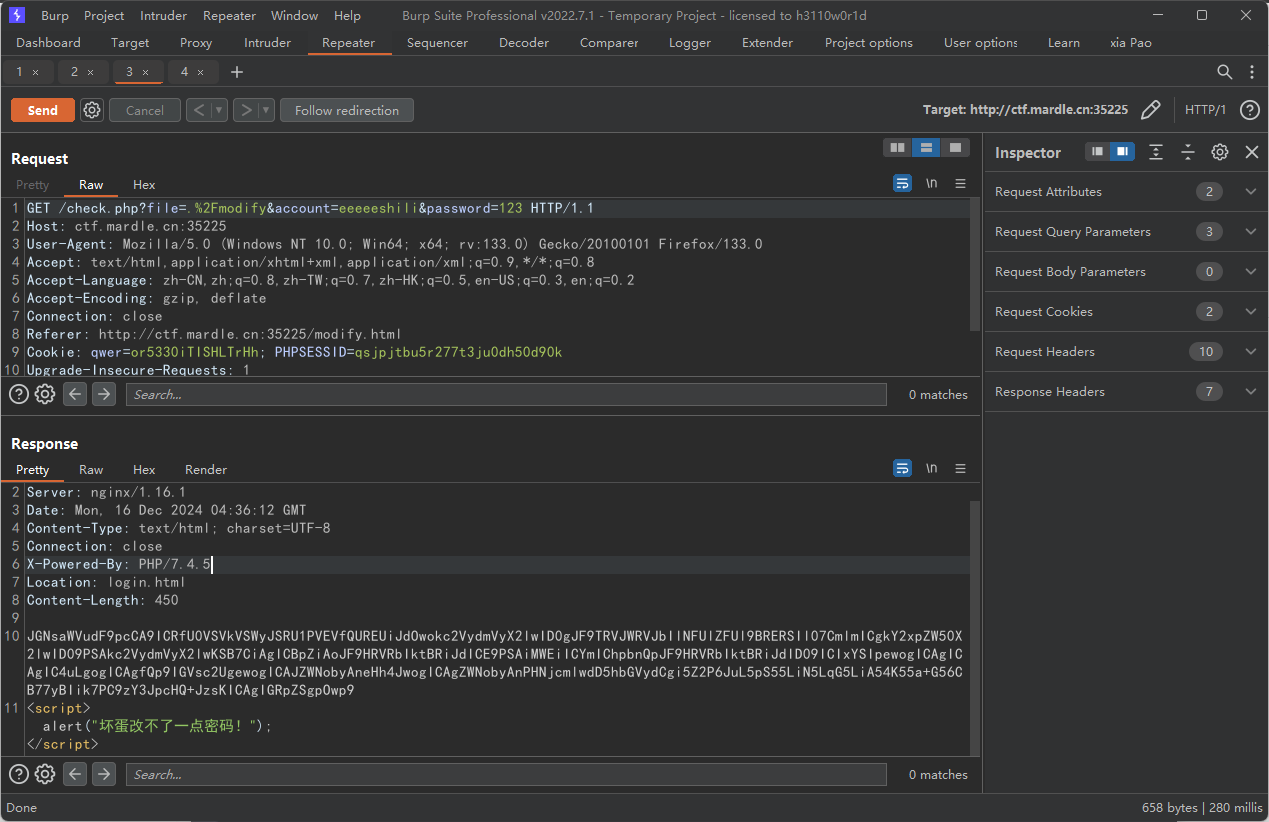 Burp Project Intruder Repeater Window Help Burp Suite Professional v2022.7.1 - Temporary Project - licensed to h3110w0r1d
Dashboard Target Proxy Intruder Repeater Sequencer Decoder Comparer Logger Extender Project options User options Learn xia Pao
1 × 2 × 3 × 4 × +
Send Cancel < > Follow redirection Target: http://ctf.mardle.cn:35225 HTTP/1 ?
Request
Pretty Raw Hex \n
1 GET /check.php?file=.%2Fmodify&account=eeeeeshili&password=123 HTTP/1.1
2 Host: ctf.mardle.cn:35225
3 User-Agent: Mozilla/5.0 (Windows NT 10.0; Win64; x64; rv:133.0) Gecko/20100101 Firefox/133.0
4 Accept: text/html,application/xhtml+xml,application/xml;q=0.9,*/*;q=0.8
5 Accept-Language: zh-CN,zh;q=0.8,zh-TW;q=0.7,zh-HK;q=0.5,en-US;q=0.3,en;q=0.2
6 Accept-Encoding: gzip, deflate
7 Connection: close
8 Referer: http://ctf.mardle.cn:35225/modify.html
9 Cookie: qwer=or5330iTlSHLTrHh; PHPSESSID=qsjpjtbu5r277t3ju0dh50d90k
10 Upgrade-Insecure-Requests: 1
? Search... 0 matches
Response
Pretty Raw Hex Render \n
2 Server: nginx/1.16.1
3 Date: Mon, 16 Dec 2024 04:36:12 GMT
4 Content-Type: text/html; charset=UTF-8
5 Connection: close
6 X-Powered-By: PHP/7.4.5
7 Location: login.html
8 Content-Length: 450
9
10 JGNsaWVudF9pcCA9ICRfU0VSVkVSWyJSRU1PVEVfQUREUiJdOwokc2VydmVyX2lwID0gJF9TRVJWRVJbIlNFUlZFUl9BRERSIl07CmlmICgkY2xpZW50X
2lwID09PSAkc2VydmVyX2lwKSB7CiAgICBpZiAoJF9HRVRbIktBRiJdICE9PSAiMWEiICYmIChpbnQpJF9HRVRbIktBRiJdID09ICIxYSIpewogICAgIC
AgIC4uLgogICAgfQp9IGVsc2UgewogICAJZWNobyAneHh4JwogICAgZWNobyAnPHNjcmlwdD5hbGVydCgi5Z2P6JuL5pS55LiN5LqG5LiA54K55a+G56C
B77yBIik7PC9zY3JpcHQ+JzsKICAgIGRpZSgpOwp9
11 <script>
alert("坏蛋改不了一点密码！");
</script>
? Search... 0 matches
Done 658 bytes | 280 millis
Inspector
Request Attributes 2
Request Query Parameters 3
Request Body Parameters 0
Request Cookies 2
Request Headers 10
Response Headers 7